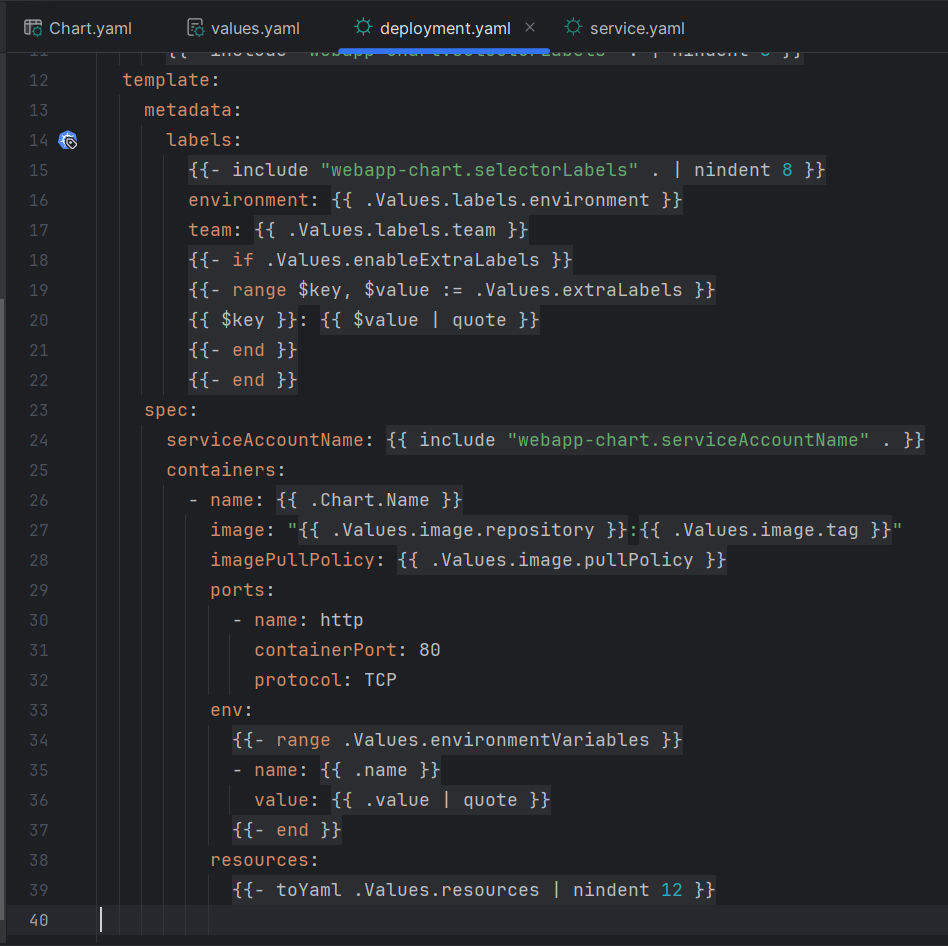 Chart.yaml values.yaml deployment.yaml service.yaml
12 template:
13 metadata:
14 labels:
15 {{- include "webapp-chart.selectorLabels" . | nindent 8 }}
16 environment: {{ .Values.labels.environment }}
17 team: {{ .Values.labels.team }}
18 {{- if .Values.enableExtraLabels }}
19 {{- range $key, $value := .Values.extraLabels }}
20 {{ $key }}: {{ $value | quote }}
21 {{- end }}
22 {{- end }}
23 spec:
24 serviceAccountName: {{ include "webapp-chart.serviceAccountName" . }}
25 containers:
26 - name: {{ .Chart.Name }}
27 image: "{{ .Values.image.repository }}:{{ .Values.image.tag }}"
28 imagePullPolicy: {{ .Values.image.pullPolicy }}
29 ports:
30 - name: http
31 containerPort: 80
32 protocol: TCP
33 env:
34 {{- range .Values.environmentVariables }}
35 - name: {{ .name }}
36 value: {{ .value | quote }}
37 {{- end }}
38 resources:
39 {{- toYaml .Values.resources | nindent 12 }}
40